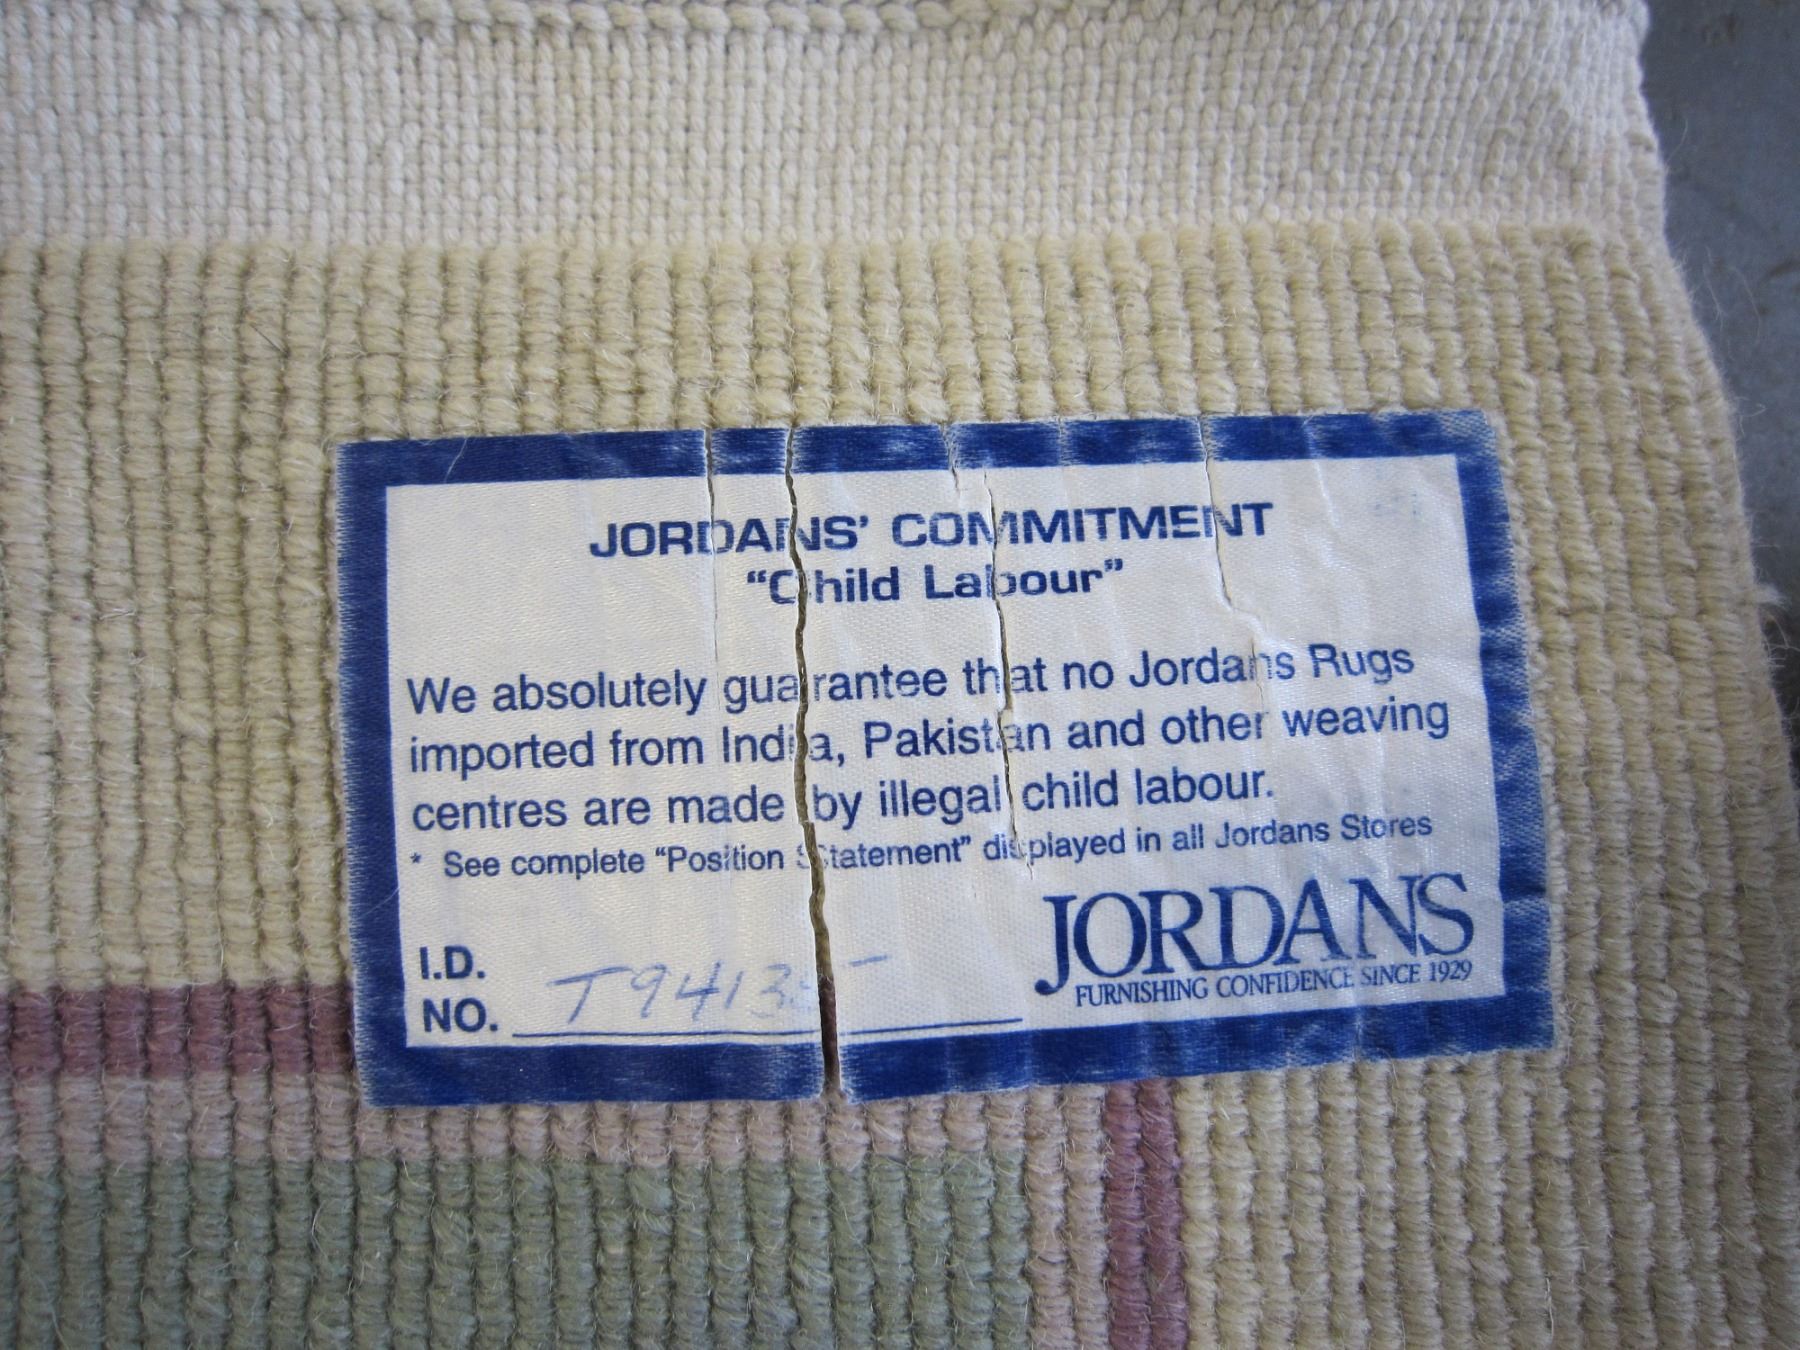 JORDANS' COMMITMENT
"Child Labour"
We absolutely guarantee that no Jordans Rugs
imported from India, Pakistan and other weaving
centres are made by illegal child labour.
* See complete "Position Statement" displayed in all Jordans Stores
I.D.
NO.
JORDANS
FURNISHING CONFIDENCE SINCE 1929